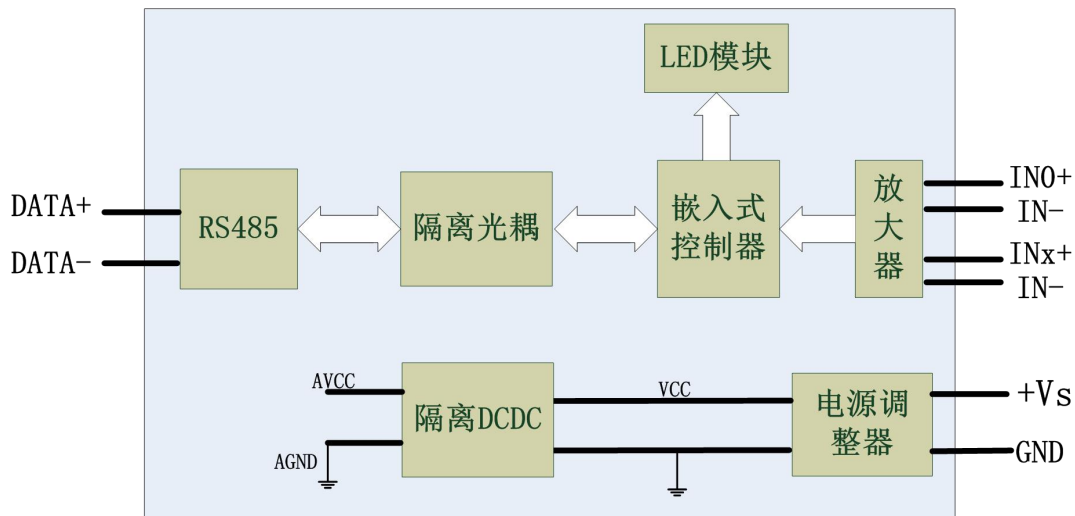 LED模块
DATA+
DATA-
RS485
隔离光耦
嵌入式
控制器
放
大
器
IN0+
IN-
INx+
IN-
AVCC
AGND
隔离DCDC
VCC
电源调
整器
+Vs
GND